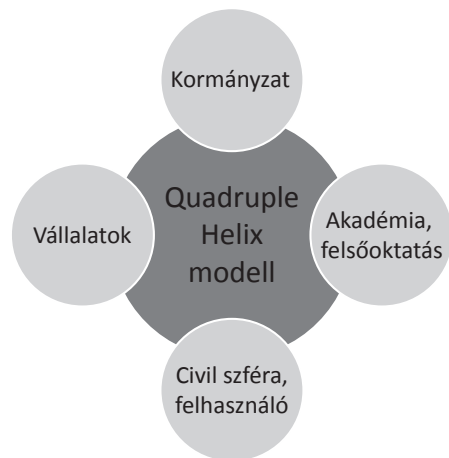 Kormányzat
Vállalatok
Quadruple
Helix
modell
Akadémia,
felsőoktatás
Civil szféra,
felhasználó